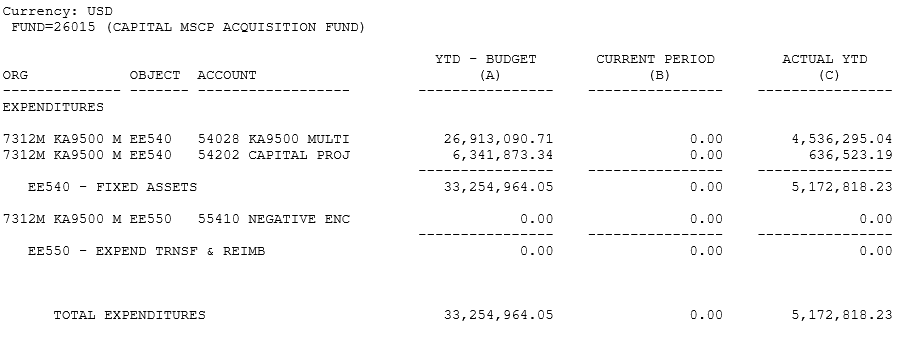 Currency: USD
FUND=26015 (CAPITAL MSCP ACQUISITION FUND)
YTD - BUDGET CURRENT PERIOD ACTUAL YTD
ORG OBJECT ACCOUNT (A) (B) (C)
-------------- ------- ------------------ ---------------- ---------------- ----------------
EXPENDITURES
7312M KA9500 M EE540 54028 KA9500 MULTI 26,913,090.71 0.00 4,536,295.04
7312M KA9500 M EE540 54202 CAPITAL PROJ 6,341,873.34 0.00 636,523.19
---------------- ---------------- ----------------
EE540 - FIXED ASSETS 33,254,964.05 0.00 5,172,818.23
7312M KA9500 M EE550 55410 NEGATIVE ENC 0.00 0.00 0.00
---------------- ---------------- ----------------
EE550 - EXPEND TRNSF & REIMB 0.00 0.00 0.00
TOTAL EXPENDITURES 33,254,964.05 0.00 5,172,818.23